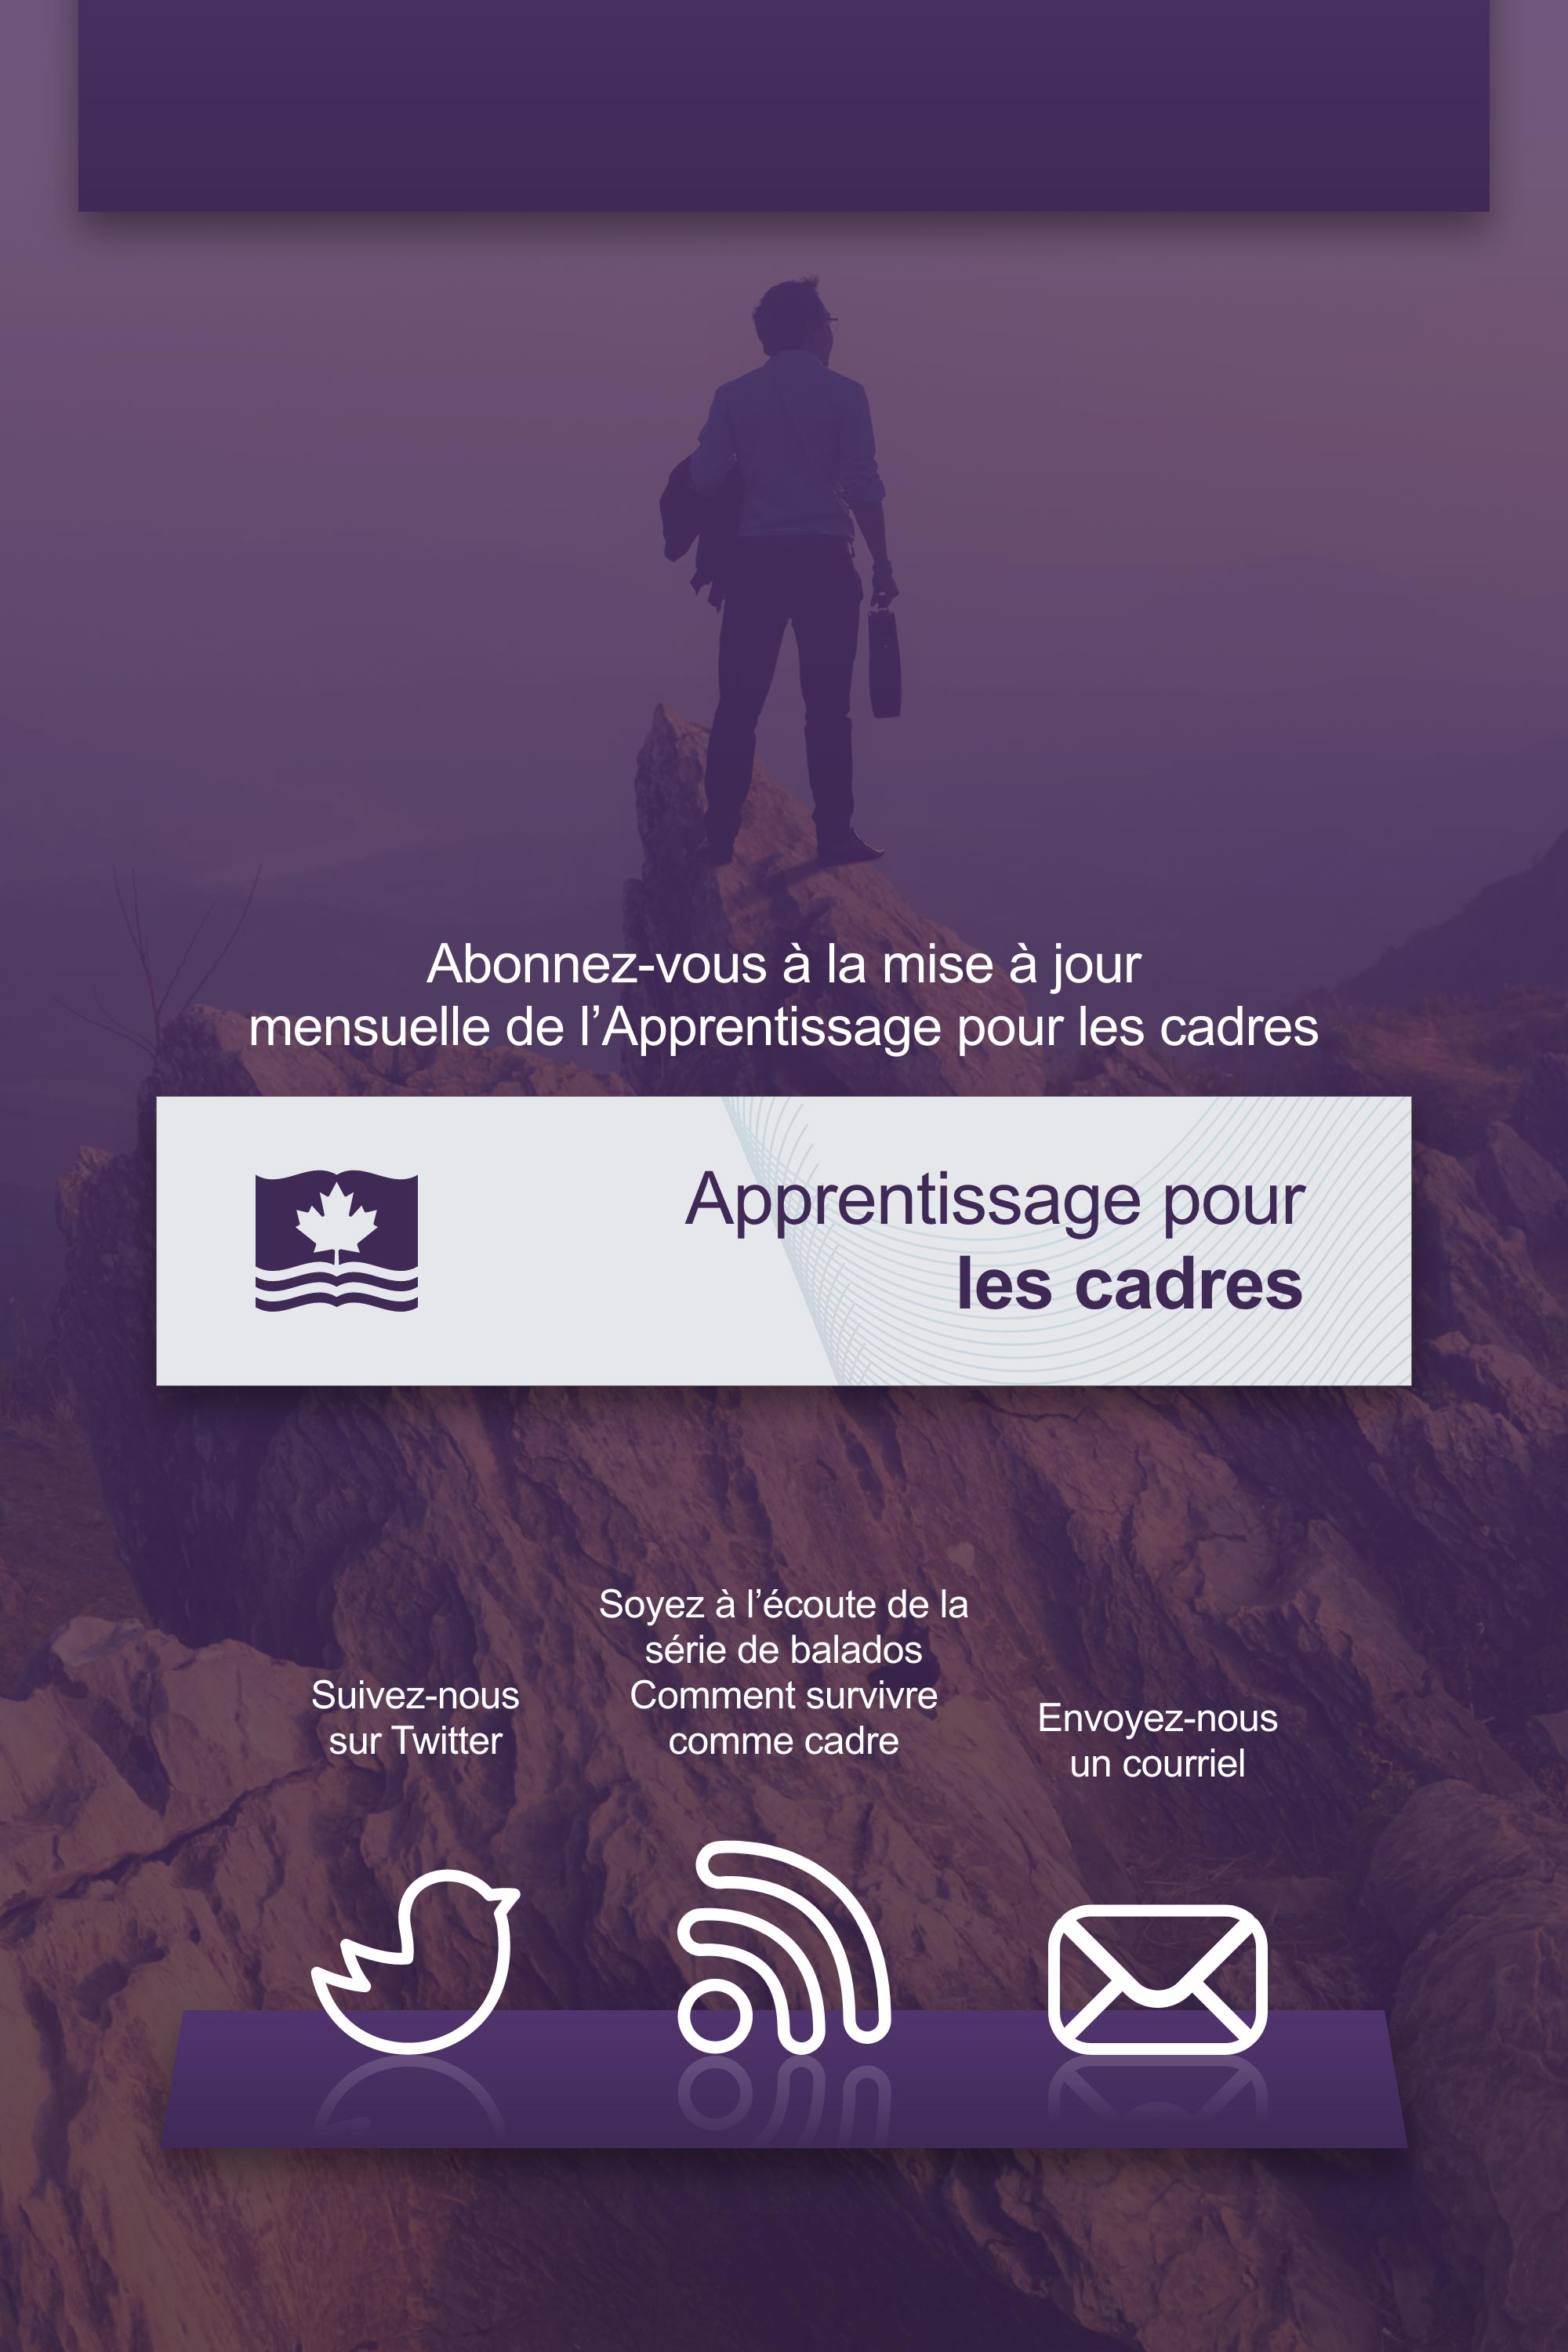 Abonnez-vous à la mise à jour
mensuelle de l’Apprentissage pour les cadres
Apprentissage pour
les cadres
Suivez-nous
sur Twitter
Soyez à l’écoute de la
série de balados
Comment survivre
comme cadre
Envoyez-nous
un courriel